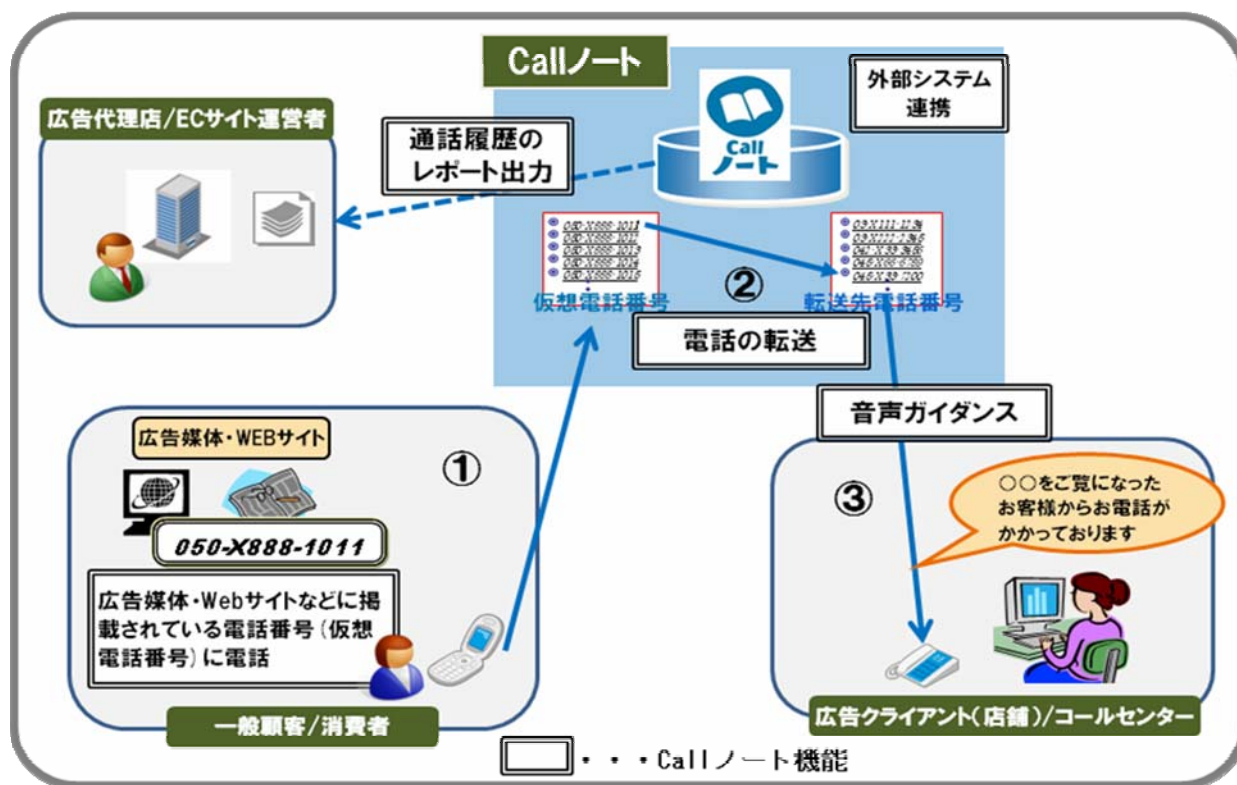 Callノート
外部システム
連携
広告代理店/ECサイト運営者
通話履歴の
レポート出力
Call
ノート
050-X888-1011
仮想電話番号
転送先電話番号
②
電話の転送
音声ガイダンス
広告媒体・WEBサイト
①
050-X888-1011
広告媒体・Webサイトなどに掲
載されている電話番号(仮想
電話番号)に電話
一般顧客/消費者
③
○○をご覧になった
お客様からお電話が
かかっております
広告クライアント(店舗)/コールセンター
・・・Callノート機能